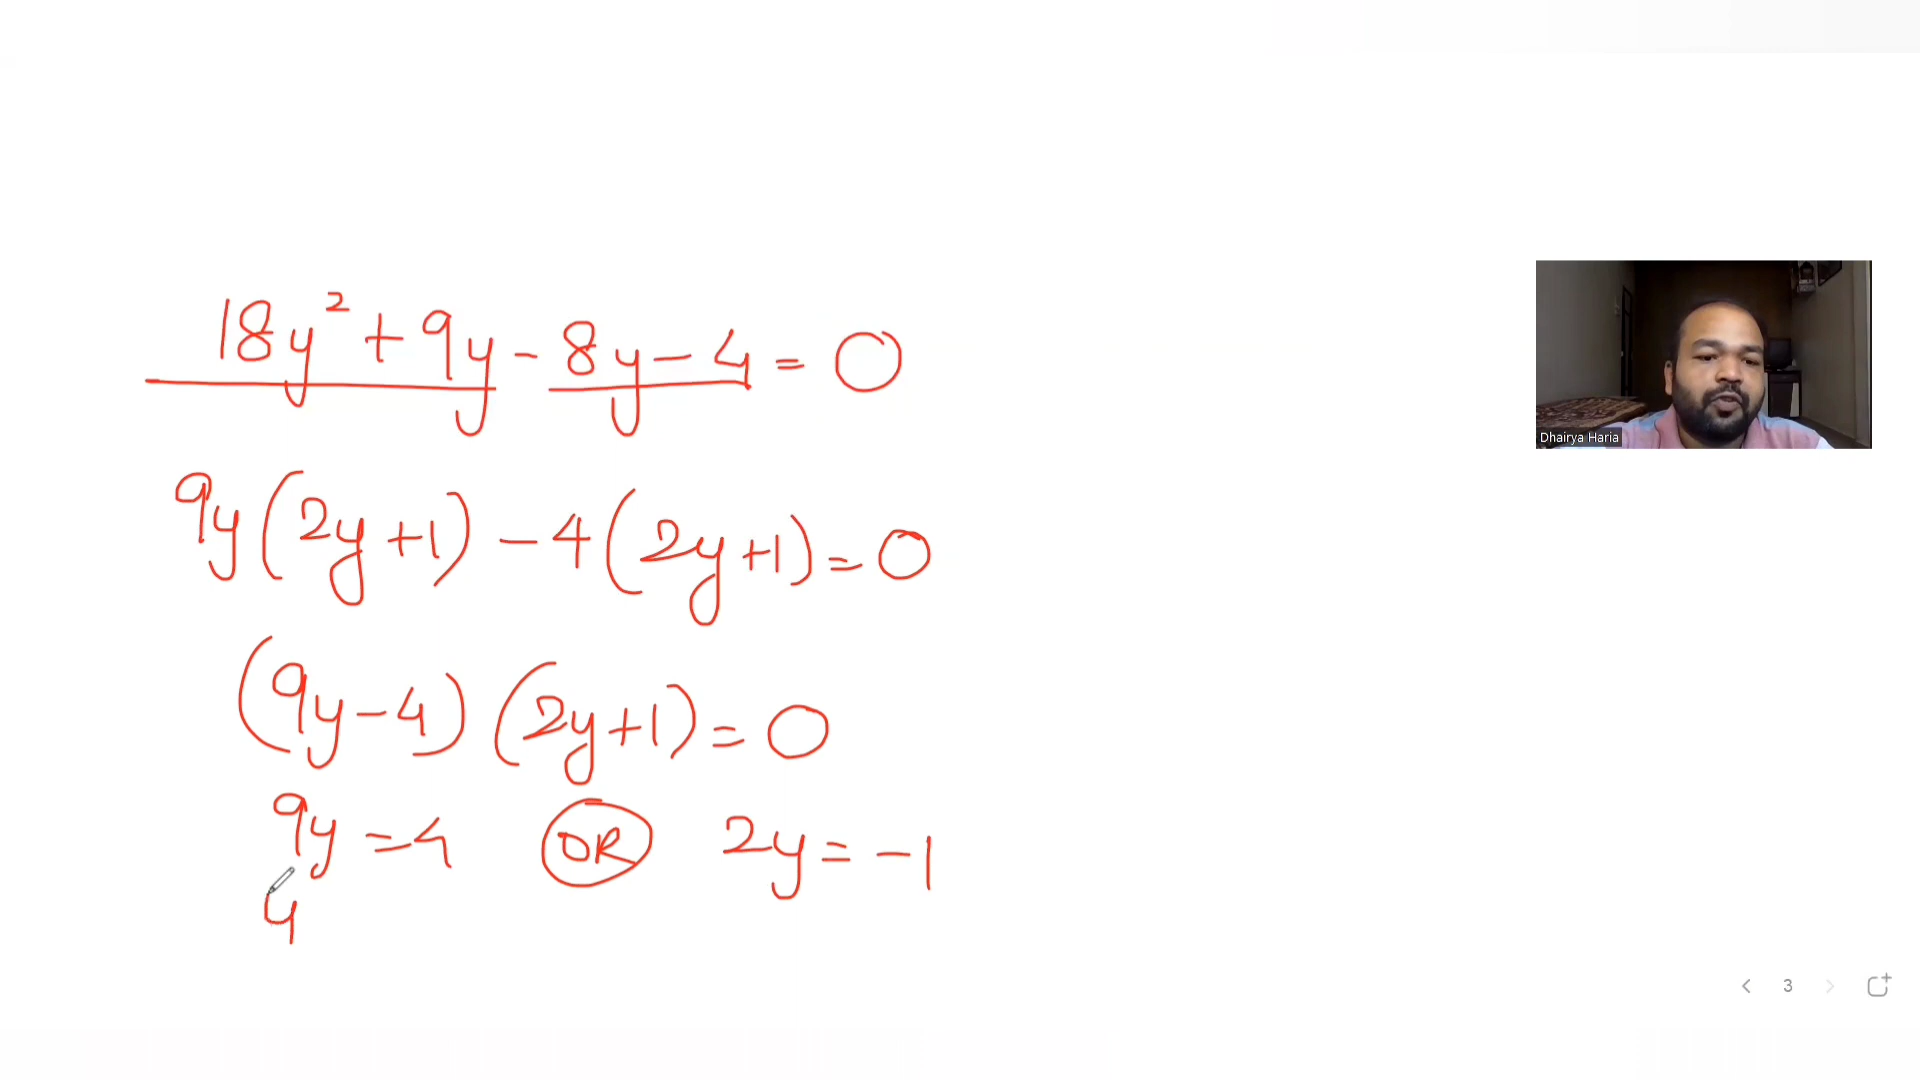 18y² + 9y - 8y - 4 = 0
9y(2y+1) - 4(2y+1) = 0
(9y-4)(2y+1) = 0
9y = 4 OR 2y = -1
4
Dhairya Haria
< 3 >